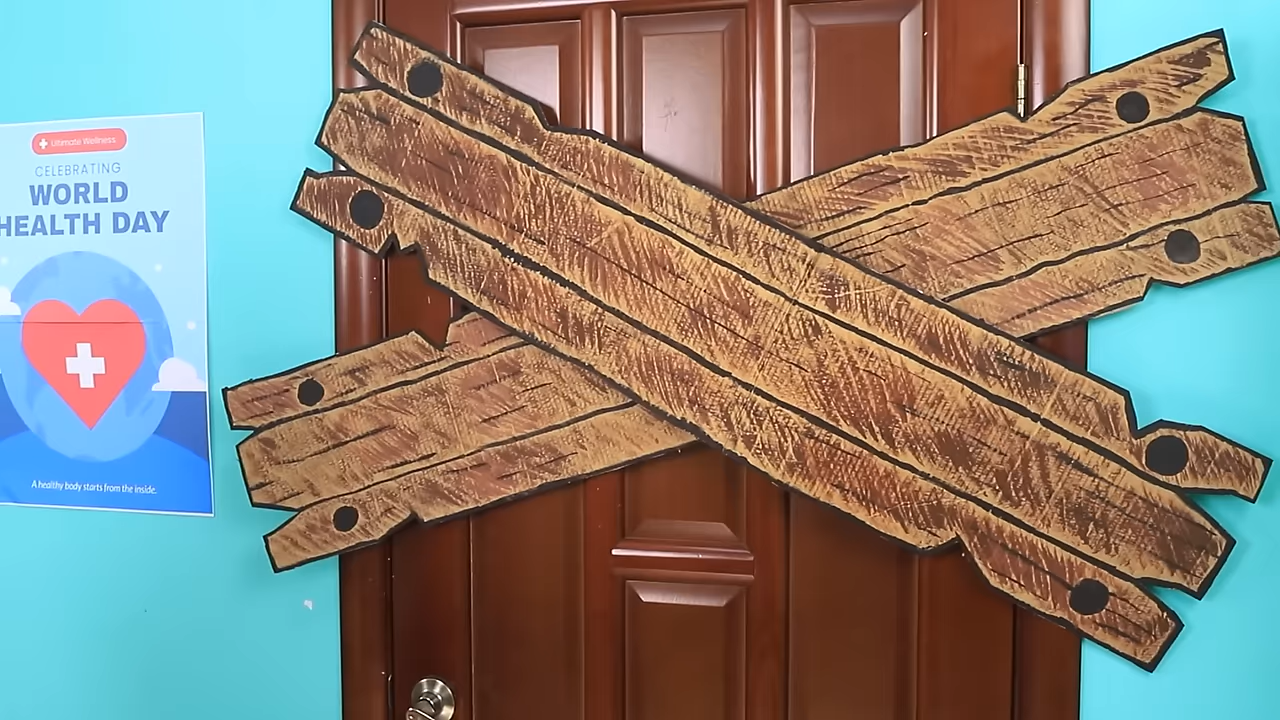 Ultimate Wellness
CELEBRATING
WORLD
HEALTH DAY
A healthy body starts from the inside.